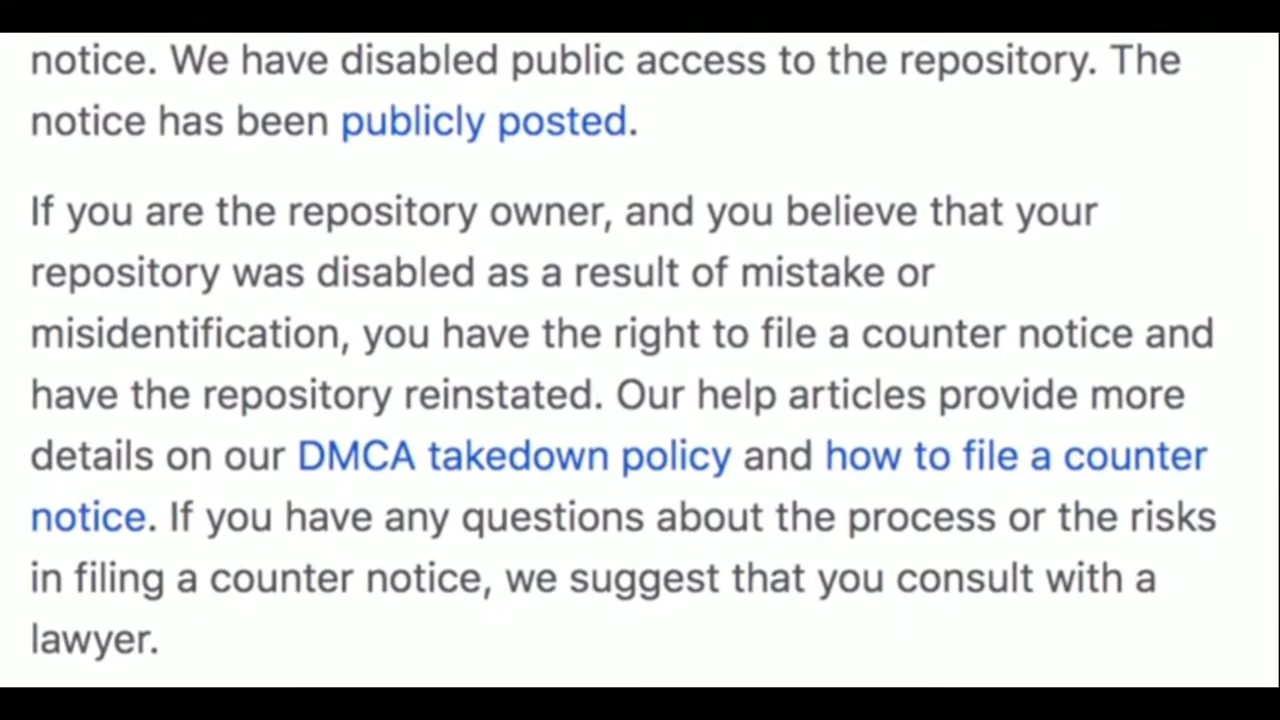 notice. We have disabled public access to the repository. The
notice has been publicly posted.
If you are the repository owner, and you believe that your
repository was disabled as a result of mistake or
misidentification, you have the right to file a counter notice and
have the repository reinstated. Our help articles provide more
details on our DMCA takedown policy and how to file a counter
notice. If you have any questions about the process or the risks
in filing a counter notice, we suggest that you consult with a
lawyer.